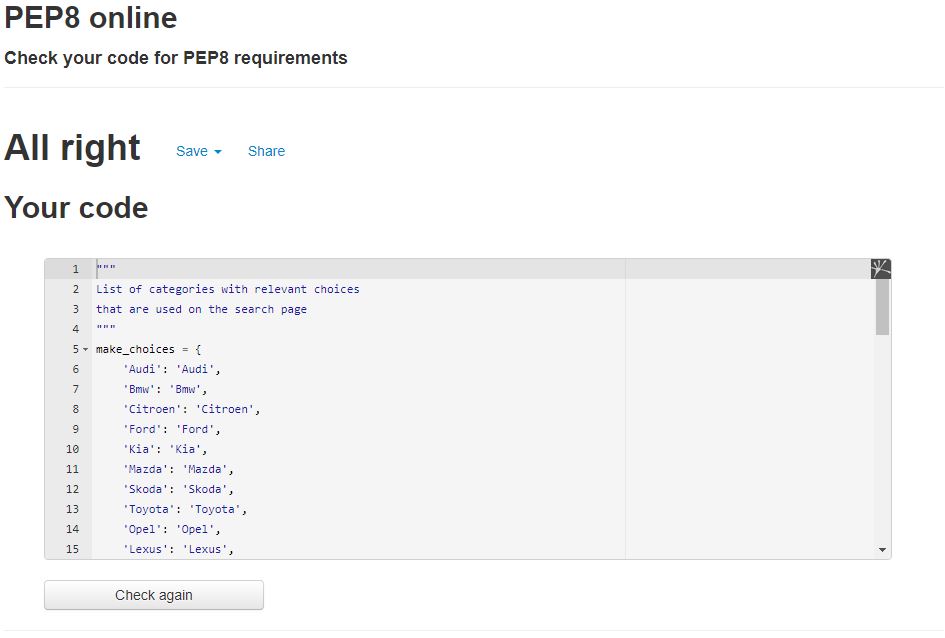 PEP8 online
Check your code for PEP8 requirements
All right Save Share
Your code
1 """
2 List of categories with relevant choices
3 that are used on the search page
4 """
5 make_choices = {
6 'Audi': 'Audi',
7 'Bmw': 'Bmw',
8 'Citroen': 'Citroen',
9 'Ford': 'Ford',
10 'Kia': 'Kia',
11 'Mazda': 'Mazda',
12 'Skoda': 'Skoda',
13 'Toyota': 'Toyota',
14 'Opel': 'Opel',
15 'Lexus': 'Lexus',
Check again